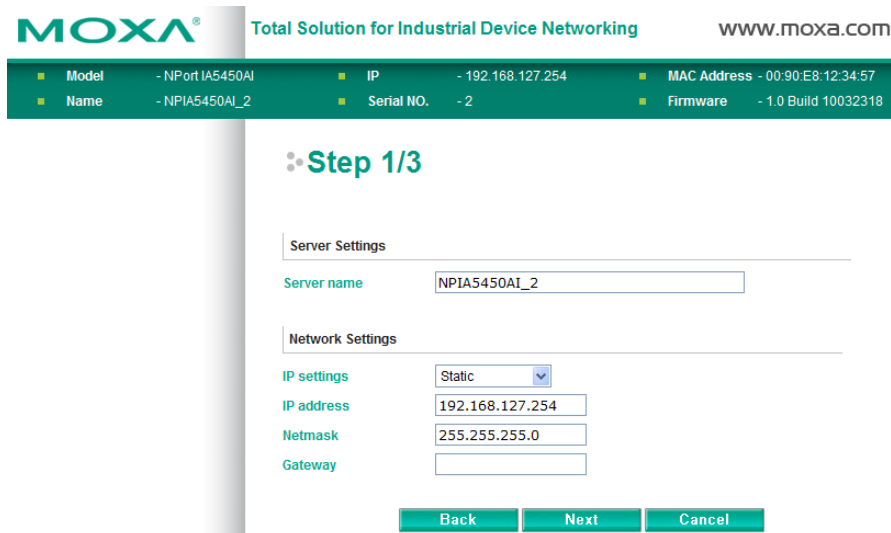 MOXA® Total Solution for Industrial Device Networking www.moxa.com
Model - NPort IA5450AI IP - 192.168.127.254 MAC Address - 00:90:E8:12:34:57
Name - NPIA5450AI_2 Serial NO. - 2 Firmware - 1.0 Build 10032318
Step 1/3
Server Settings
Server name NPIA5450AI_2
Network Settings
IP settings Static
IP address 192.168.127.254
Netmask 255.255.255.0
Gateway
Back Next Cancel